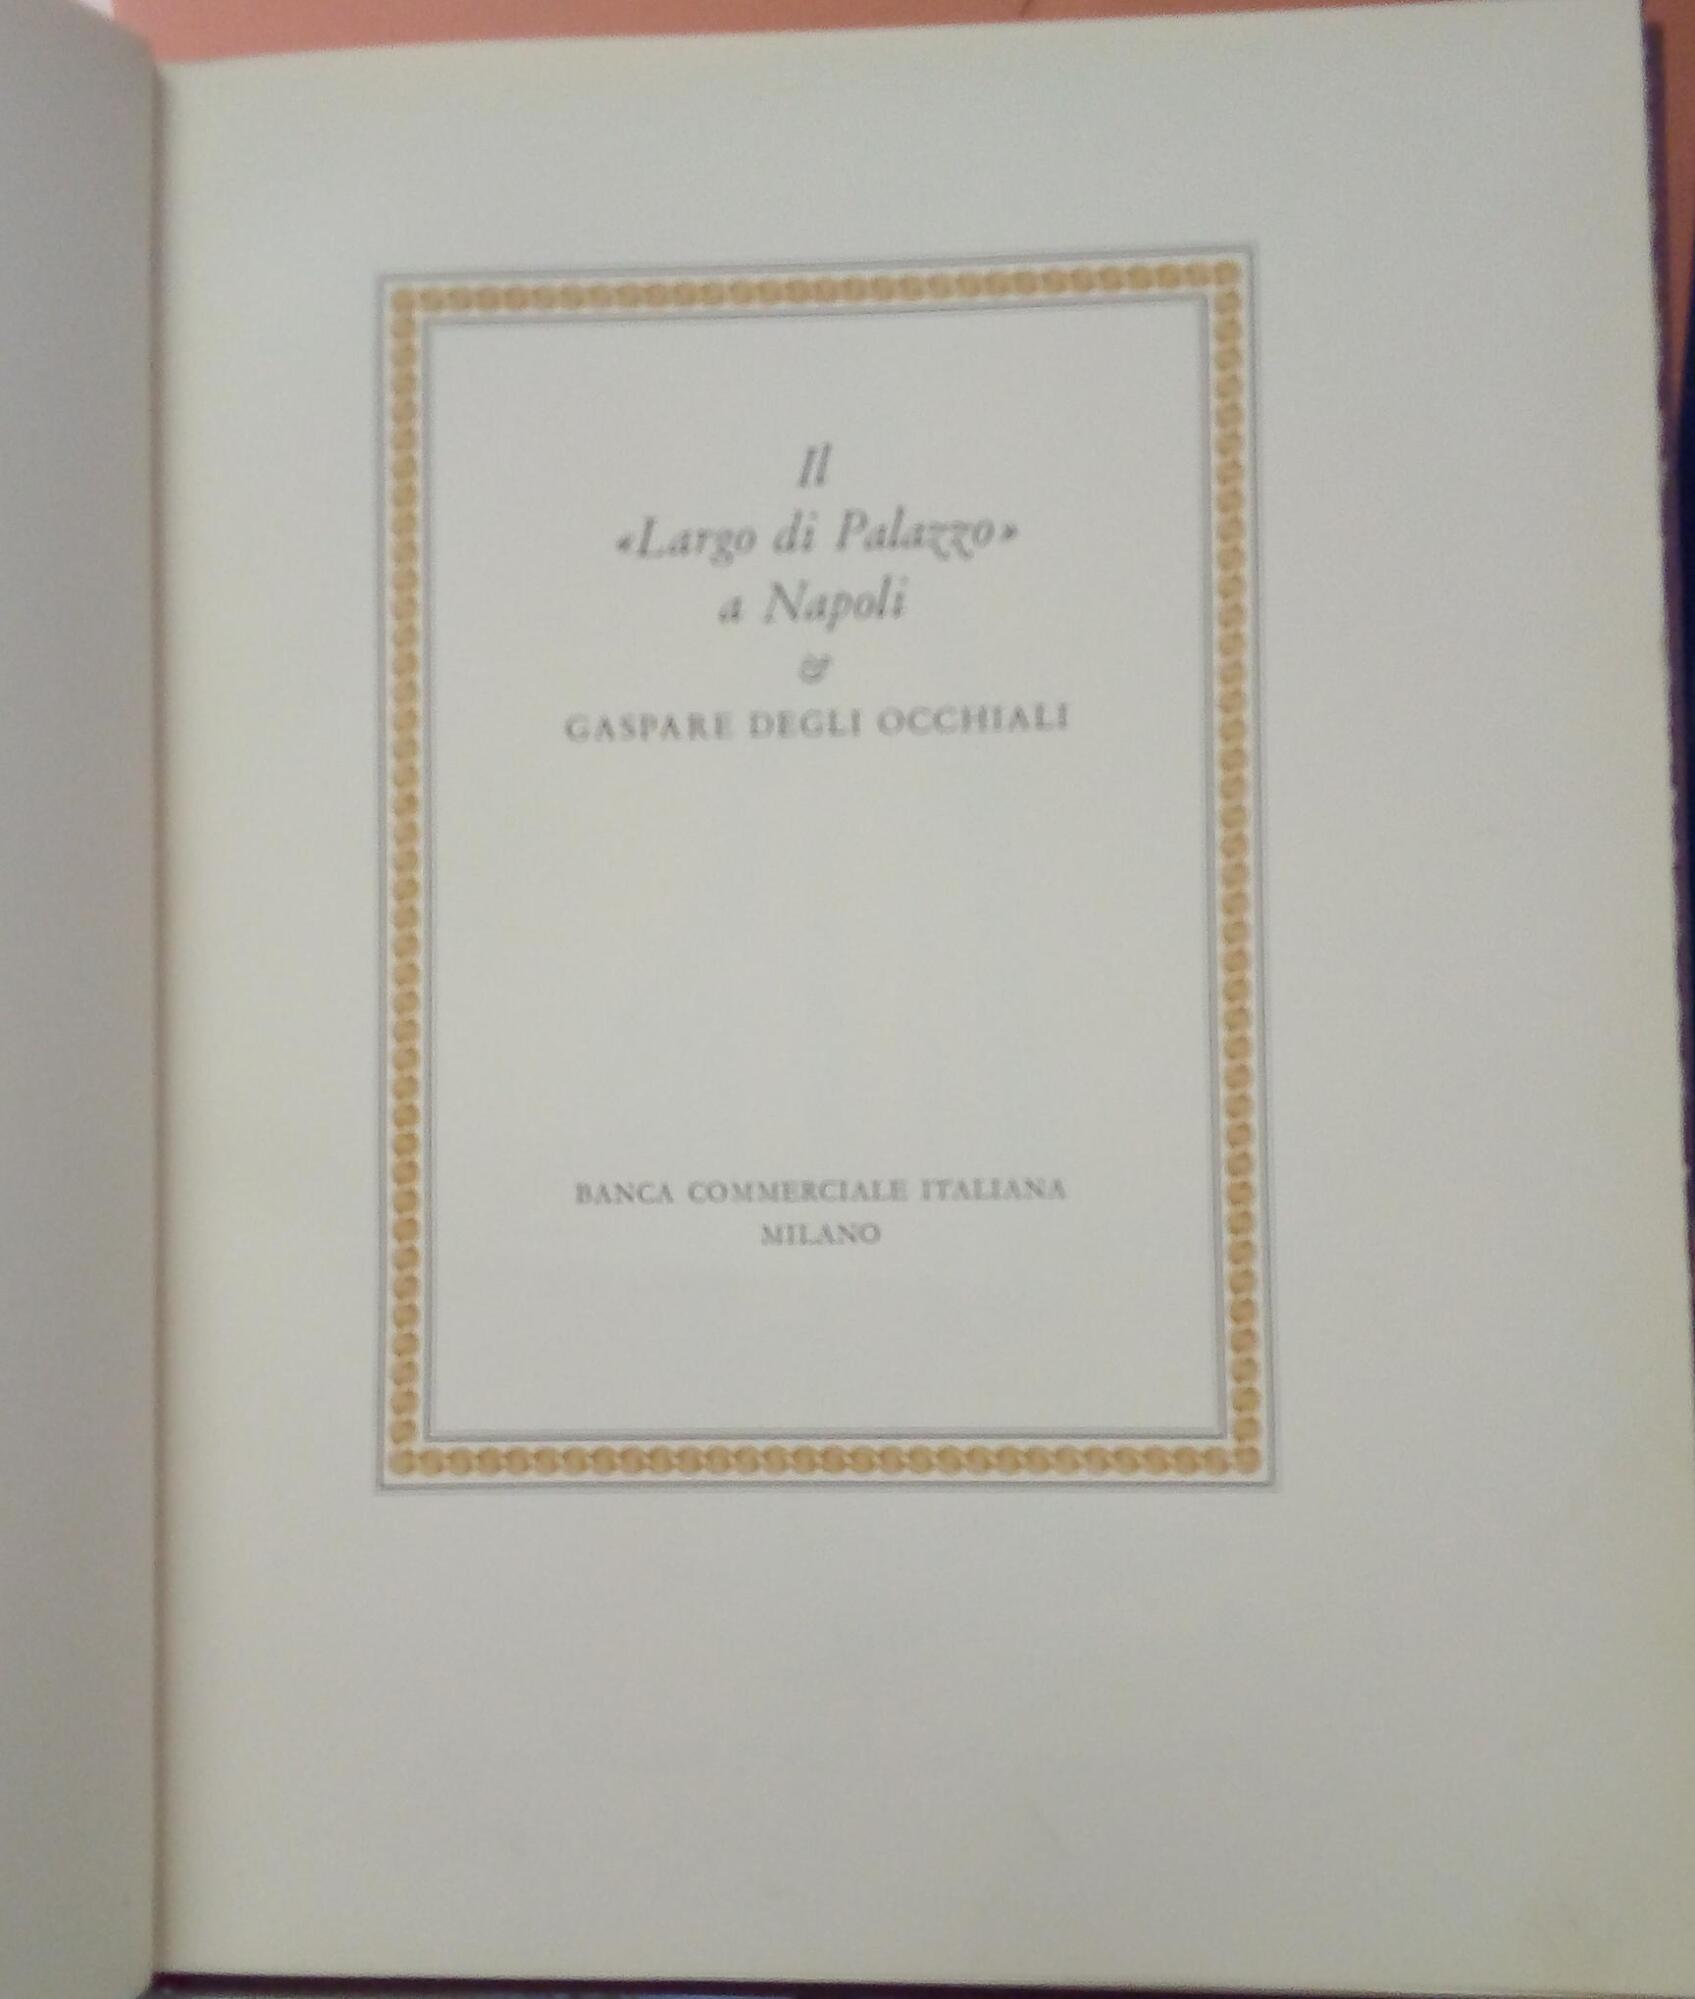 Il
«Largo di Palazzo»
a Napoli
&
GASPARE DEGLI OCCHIALI
BANCA COMMERCIALE ITALIANA
MILANO